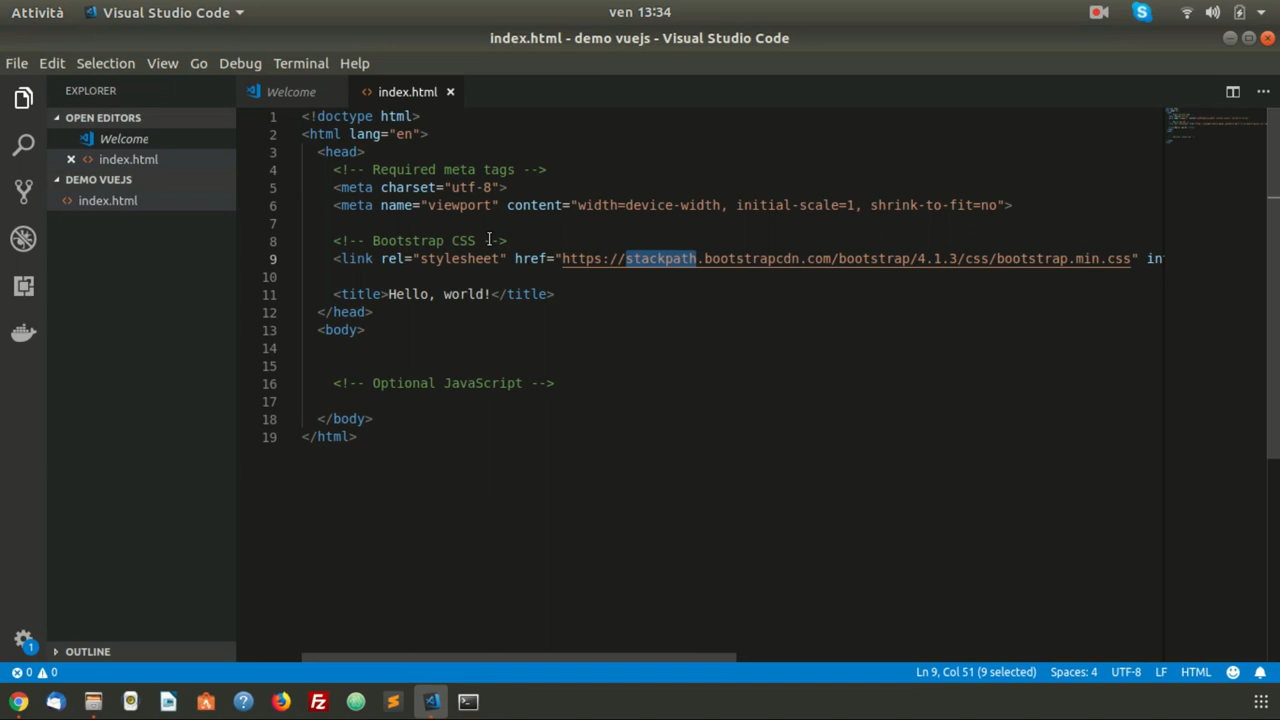 Attività
Visual Studio Code
ven 13:34
index.html - demo vuejs - Visual Studio Code
File Edit Selection View Go Debug Terminal Help
EXPLORER
Welcome
index.html
OPEN EDITORS
Welcome
index.html
DEMO VUEJS
index.html
1 <!doctype html>
2 <html lang="en">
3 <head>
4 <!-- Required meta tags -->
5 <meta charset="utf-8">
6 <meta name="viewport" content="width=device-width, initial-scale=1, shrink-to-fit=no">
7
8 <!-- Bootstrap CSS -->
9 <link rel="stylesheet" href="https://stackpath.bootstrapcdn.com/bootstrap/4.1.3/css/bootstrap.min.css" in
10
11 <title>Hello, world!</title>
12 </head>
13 <body>
14
15
16 <!-- Optional JavaScript -->
17
18 </body>
19 </html>
OUTLINE
1
0 0
Ln 9, Col 51 (9 selected) Spaces: 4 UTF-8 LF HTML